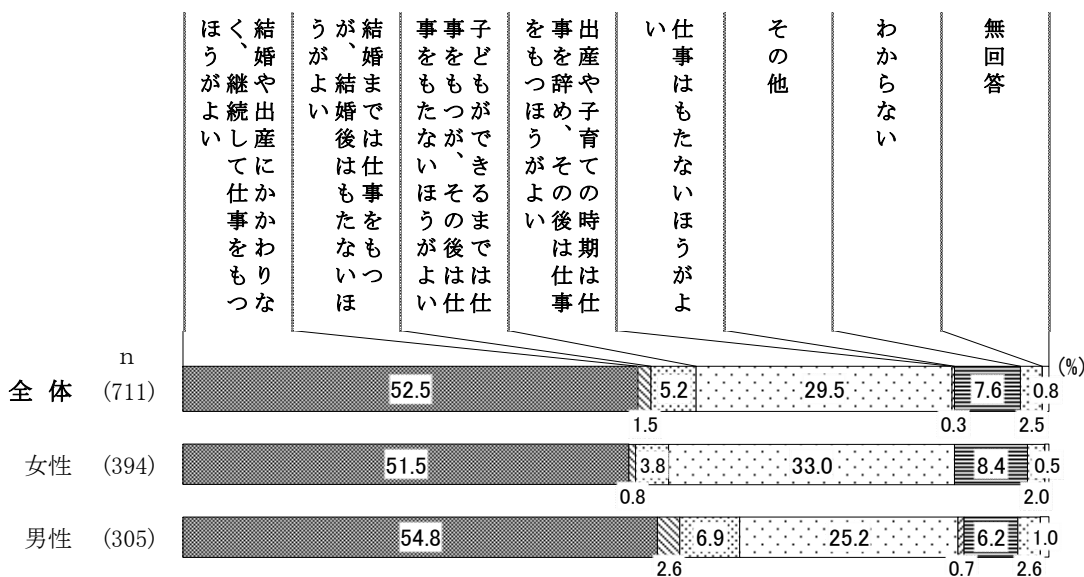 結婚や出産にかかわりな
く、継続して仕事をもつ
ほうがよい
結婚までは仕事をもつ
が、結婚後はもたないほ
うがよい
子どもができるまでは仕
事をもつが、その後は仕
事をもたないほうがよい
出産や子育ての時期は仕
事を辞め、その後は仕事
をもつほうがよい
仕事はもたないほうがよ
い
その他
わからない
無回答
n
(%)
全 体 (711) 52.5 5.2 29.5 7.6 0.8
1.5 0.3 2.5
女性 (394) 51.5 3.8 33.0 8.4 0.5
0.8 2.0
男性 (305) 54.8 6.9 25.2 6.2 1.0
2.6 0.7 2.6